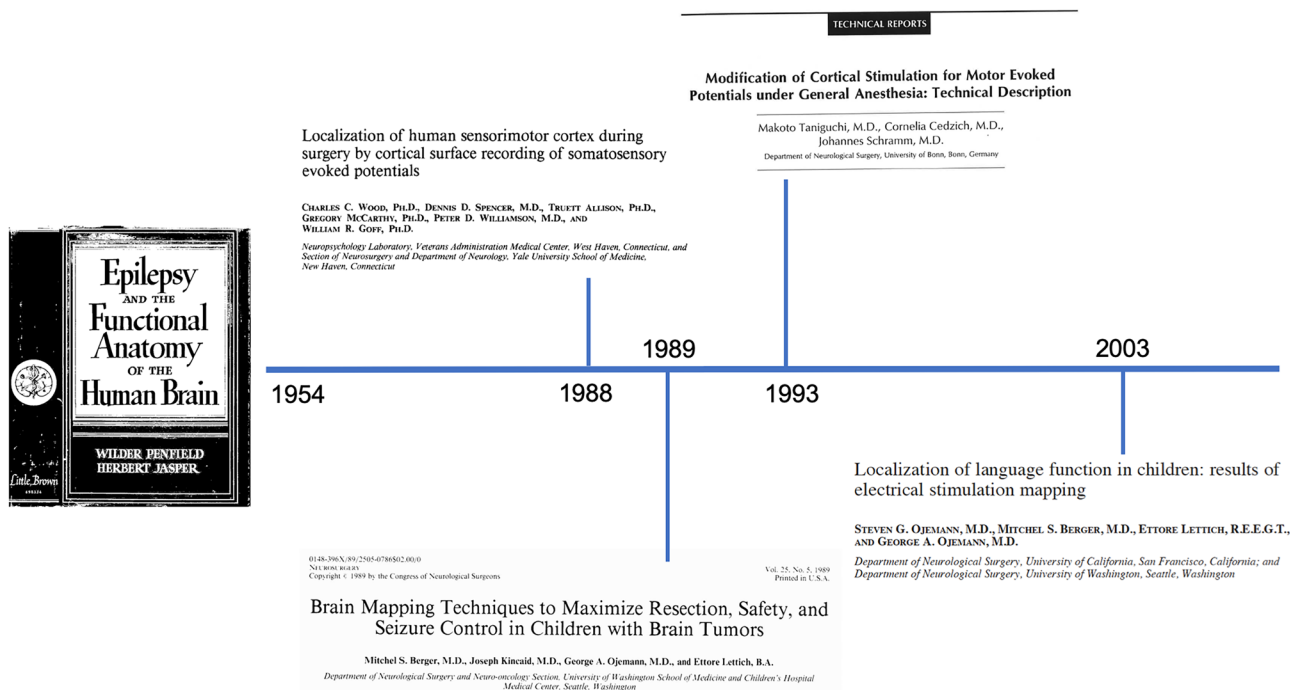 TECHNICAL REPORTS
Modification of Cortical Stimulation for Motor Evoked
Potentials under General Anesthesia: Technical Description
Makoto Taniguchi, M.D., Cornelia Cedzich, M.D.,
Johannes Schramm, M.D.
Department of Neurological Surgery, University of Bonn, Bonn, Germany
Localization of human sensorimotor cortex during
surgery by cortical surface recording of somatosensory
evoked potentials
CHARLES C. WOOD, PH.D., DENNIS D. SPENCER, M.D., TRUETT ALLISON, PH.D.,
GREGORY MCCARTHY, PH.D., PETER D. WILLIAMSON, M.D., AND
WILLIAM R. GOFF, PH.D.
Neuropsychology Laboratory, Veterans Administration Medical Center, West Haven, Connecticut, and
Section of Neurosurgery and Department of Neurology, Yale University School of Medicine,
New Haven, Connecticut
Epilepsy
AND THE
Functional
Anatomy
OF THE
Human Brain
WILDER PENFIELD
HERBERT JASPER
Little, Brown
1954
1988
1989
1993
2003
Localization of language function in children: results of
electrical stimulation mapping
STEVEN G. OJEMANN, M.D., MITCHEL S. BERGER, M.D., ETTORE LETTICH, R.E.E.G.T.,
AND GEORGE A. OJEMANN, M.D.
Department of Neurological Surgery, University of California, San Francisco, California; and
Department of Neurological Surgery, University of Washington, Seattle, Washington
0148-396X/89/2505-0786$02.00/0
NEUROSURGERY
Copyright © 1989 by the Congress of Neurological Surgeons
Vol. 25, No. 5, 1989
Printed in U.S.A.
Brain Mapping Techniques to Maximize Resection, Safety, and
Seizure Control in Children with Brain Tumors
Mitchel S. Berger, M.D., Joseph Kincaid, M.D., George A. Ojemann, M.D., and Ettore Lettich, B.A.
Department of Neurological Surgery and Neuro-oncology Section, University of Washington School of Medicine and Children's Hospital
Medical Center, Seattle, Washington